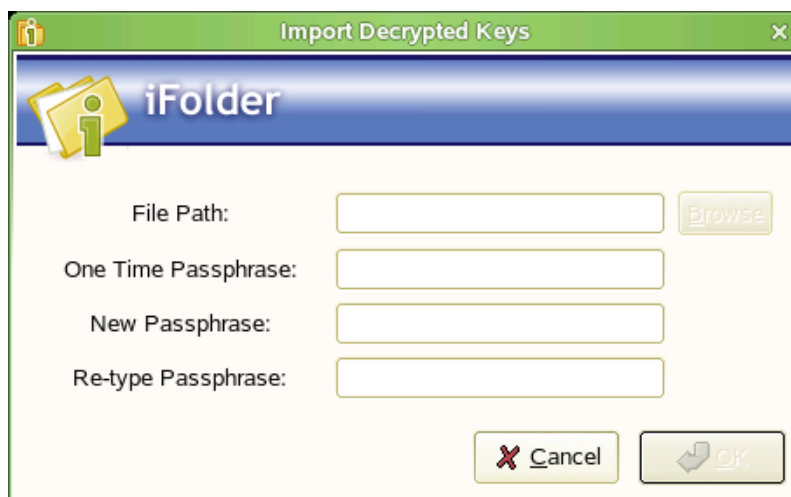 Import Decrypted Keys
iFolder
File Path:
Browse
One Time Passphrase:
New Passphrase:
Re-type Passphrase:
Cancel
OK